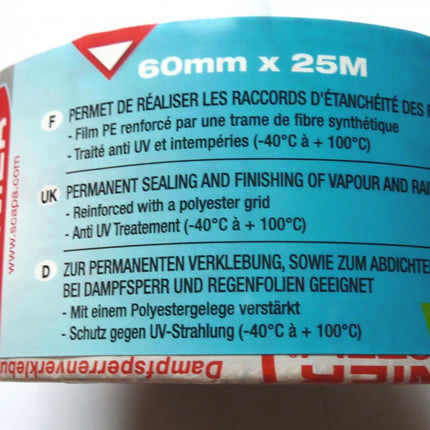 60mm x 25M
F PERMET DE RÉALISER LES RACCORDS D'ÉTANCHÉITÉ DES
- Film PE renforcé par une trame de fibre synthétique
- Traité anti UV et intempéries (-40°C à + 100°C)
UK PERMANENT SEALING AND FINISHING OF VAPOUR AND RAI
- Reinforced with a polyester grid
- Anti UV Treatement (-40°C à + 100°C)
D ZUR PERMANENTEN VERKLEBUNG, SOWIE ZUM ABDICHTE
BEI DAMPFSPERR UND REGENFOLIEN GEEIGNET
- Mit einem Polyestergelege verstärkt
- Schutz gegen UV-Strahlung (-40°C à + 100°C)
www.scapa.com
Dampfsperrenverklebu